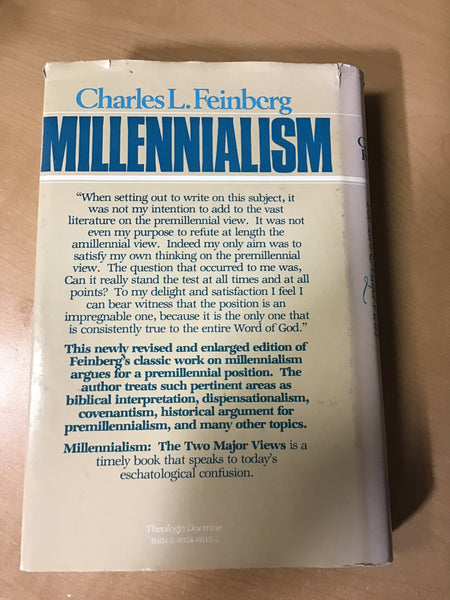 Charles L. Feinberg
MILLENNIALISM
“When setting out to write on this subject, it
was not my intention to add to the vast
literature on the premillennial view. It was not
even my purpose to refute at length the
amillennial view. Indeed my only aim was to
satisfy my own thinking on the premillennial
view. The question that occurred to me was,
Can it really stand the test at all times and at all
points? To my delight and satisfaction I feel I
can bear witness that the position is an
impregnable one, because it is the only one that
is consistently true to the entire Word of God.”
This newly revised and enlarged edition of
Feinberg's classic work on millennialism
argues for a premillennial position. The
author treats such pertinent areas as
biblical interpretation, dispensationalism,
covenantism, historical argument for
premillennialism, and many other topics.
Millennialism: The Two Major Views is a
timely book that speaks to today's
eschatological confusion.
Theology/Doctrine
ISBN 0-8024-6815-2